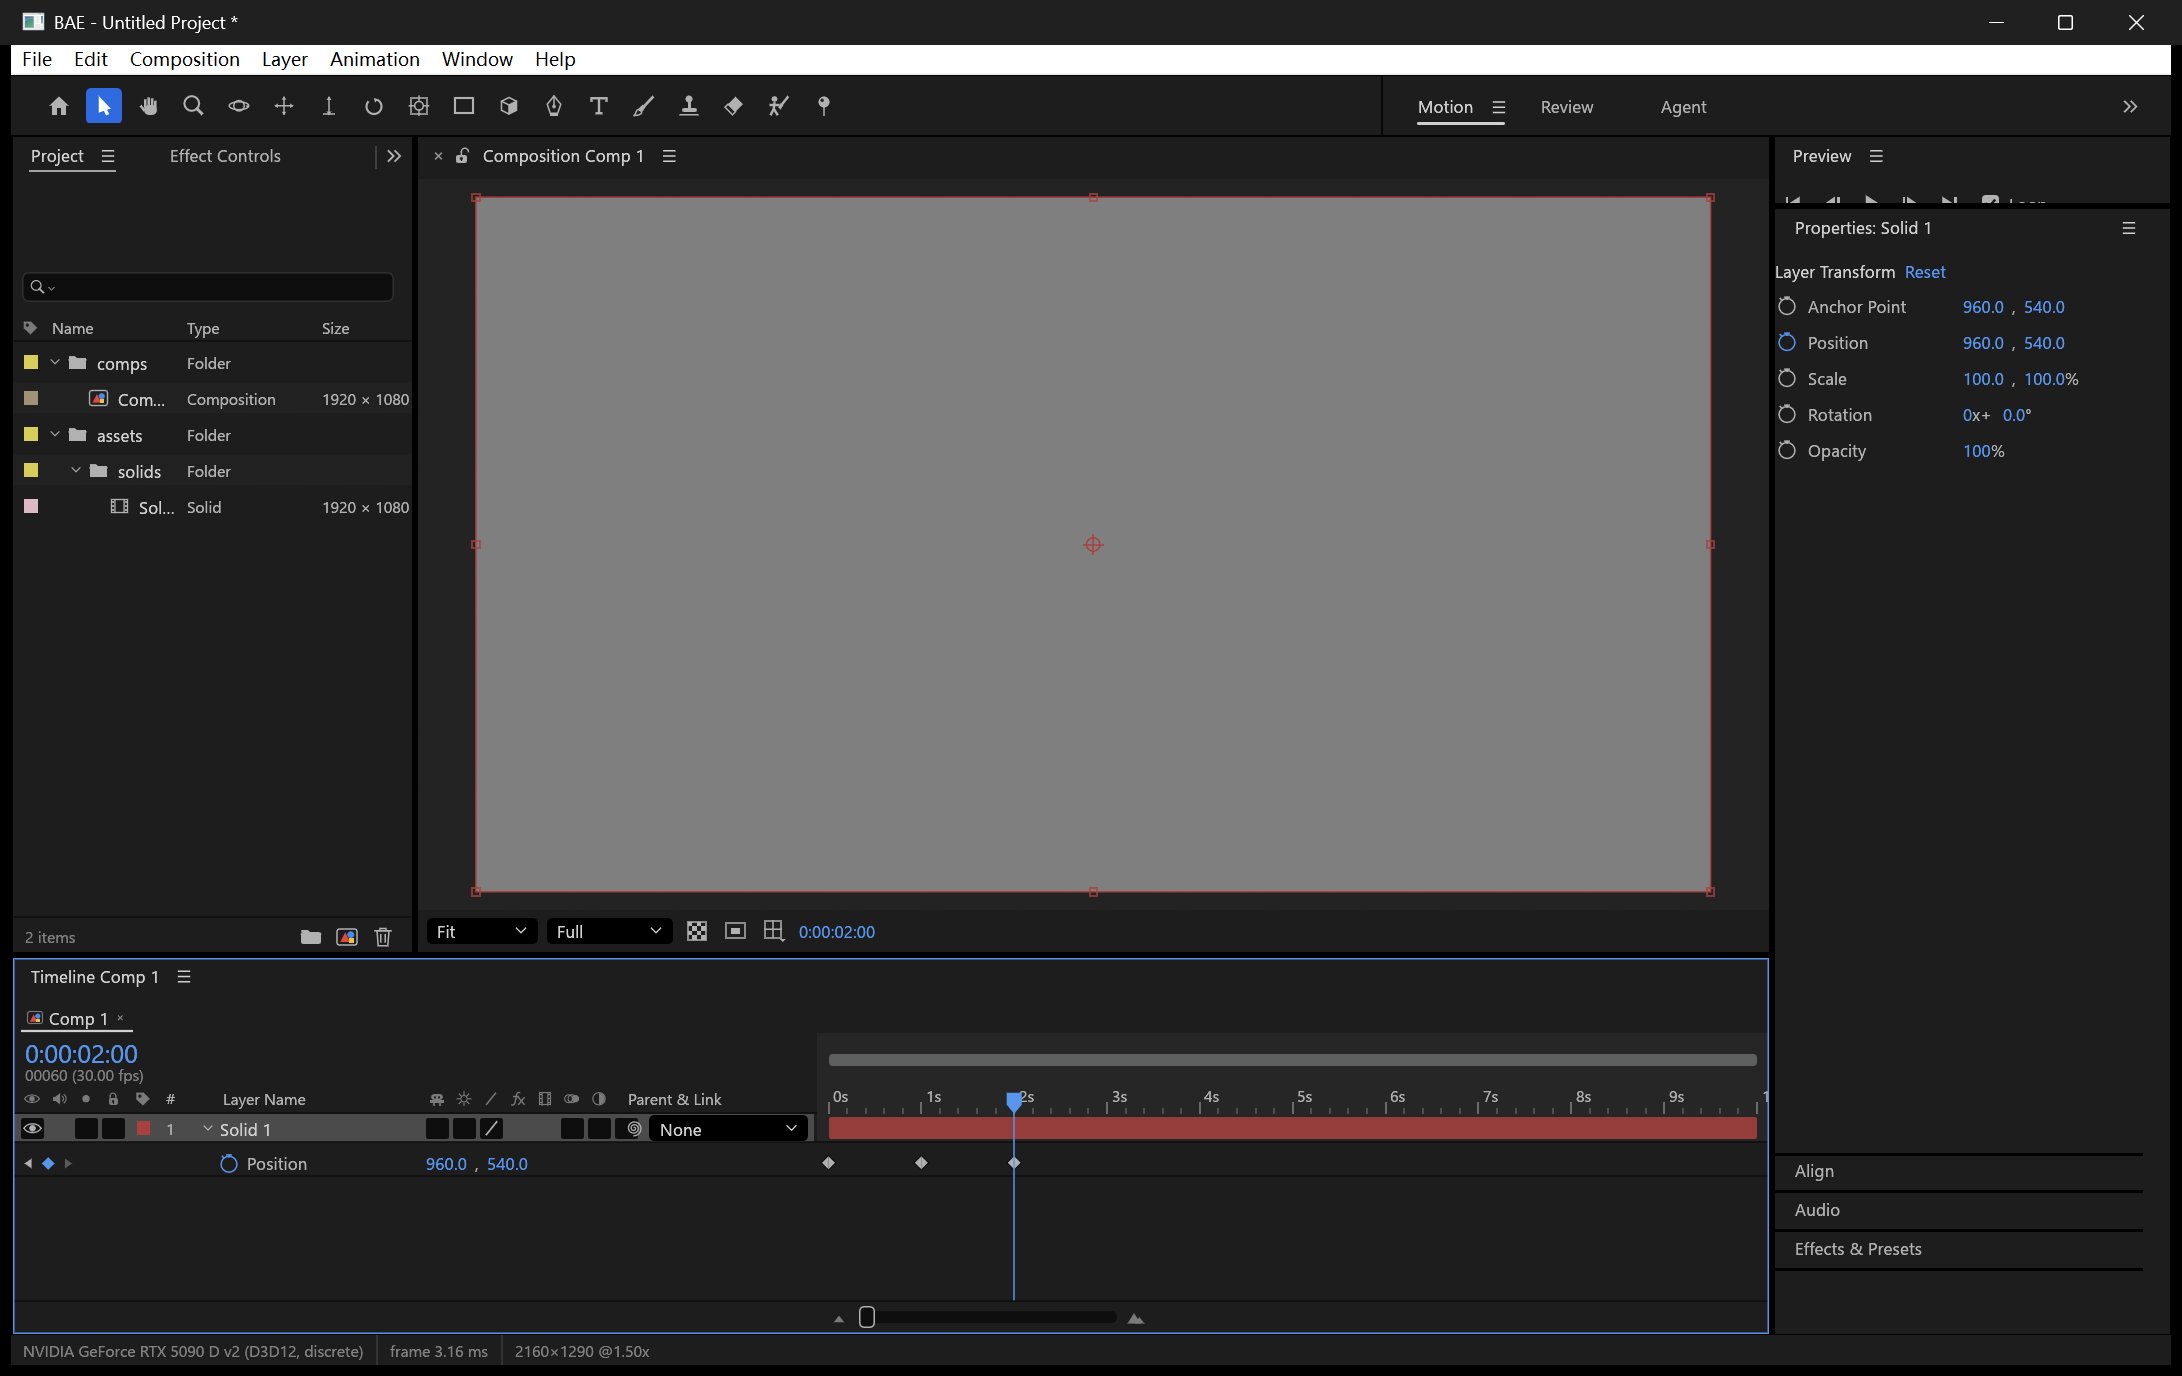 BAE - Untitled Project *
File Edit Composition Layer Animation Window Help
Motion Review Agent
Project Effect Controls
Composition Comp 1
Preview
Properties: Solid 1
Layer Transform Reset
Anchor Point 960.0 , 540.0
Position 960.0 , 540.0
Scale 100.0 , 100.0%
Rotation 0x+ 0.0°
Opacity 100%
Name Type Size
comps Folder
Com... Composition 1920 × 1080
assets Folder
solids Folder
Sol... Solid 1920 × 1080
2 items
Fit Full 0:00:02:00
Timeline Comp 1
Comp 1 ×
0:00:02:00
00060 (30.00 fps)
# Layer Name fx Parent & Link
0s 1s 2s 3s 4s 5s 6s 7s 8s 9s 1
1 Solid 1 None
Position 960.0 , 540.0
Align
Audio
Effects & Presets
NVIDIA GeForce RTX 5090 D v2 (D3D12, discrete) frame 3.16 ms 2160×1290 @1.50x